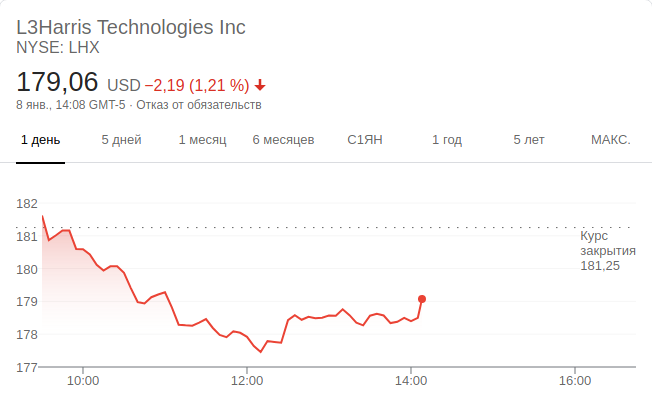 L3Harris Technologies Inc
NYSE: LHX
179,06 USD −2,19 (1,21 %)
8 янв., 14:08 GMT-5 · Отказ от обязательств
1 день 5 дней 1 месяц 6 месяцев С1ЯН 1 год 5 лет МАКС.
182
181
180
179
178
177
Курс
закрытия
181,25
10:00 12:00 14:00 16:00